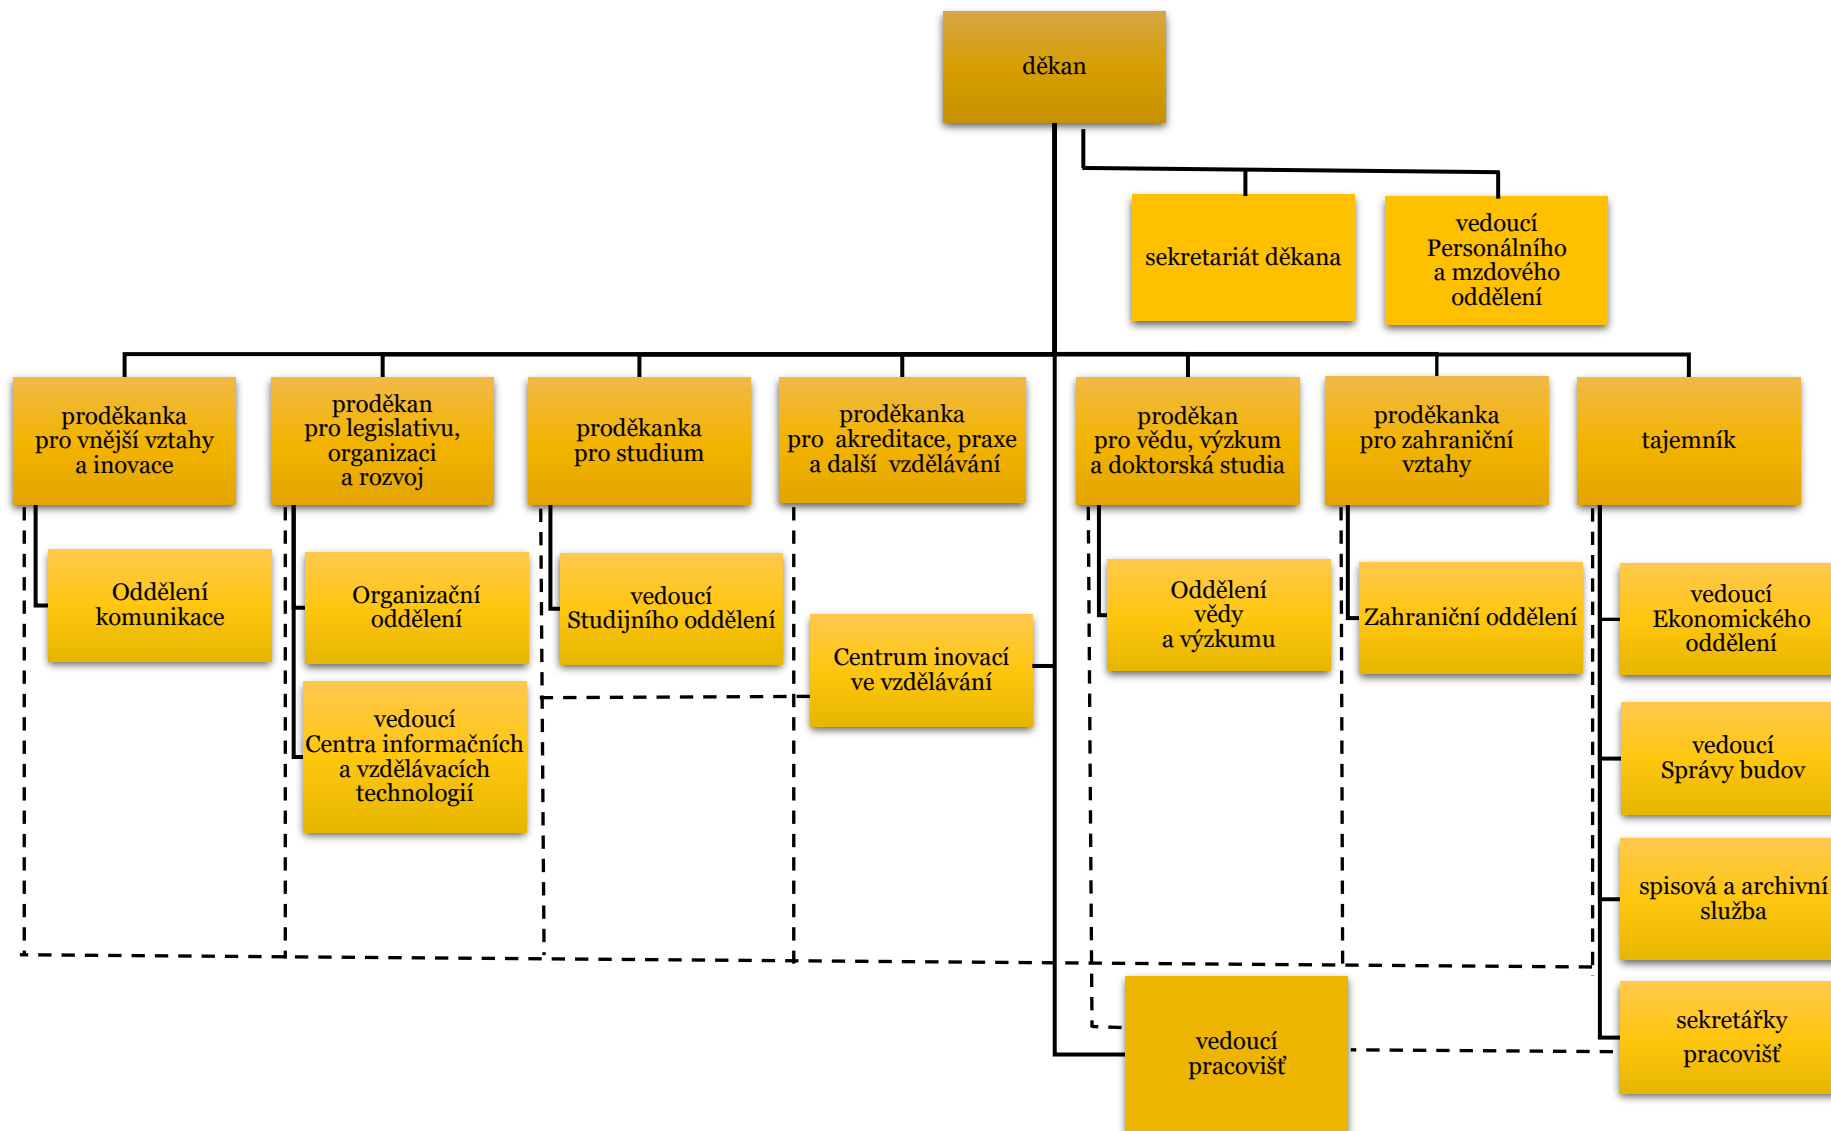 děkan
sekretariát děkana
vedoucí
Personálního
a mzdového
oddělení
proděkanka
pro vnější vztahy
a inovace
proděkan
pro legislativu,
organizaci
a rozvoj
proděkanka
pro studium
proděkanka
pro akreditace, praxe
a další vzdělávání
proděkan
pro vědu, výzkum
a doktorská studia
proděkanka
pro zahraniční
vztahy
tajemník
Oddělení
komunikace
Organizační
oddělení
vedoucí
Studijního oddělení
Centrum inovací
ve vzdělávání
Oddělení
vědy
a výzkumu
Zahraniční oddělení
vedoucí
Ekonomického
oddělení
vedoucí
Centra informačních
a vzdělávacích
technologií
vedoucí
Správy budov
spisová a archivní
služba
vedoucí
pracovišť
sekretářky
pracovišť